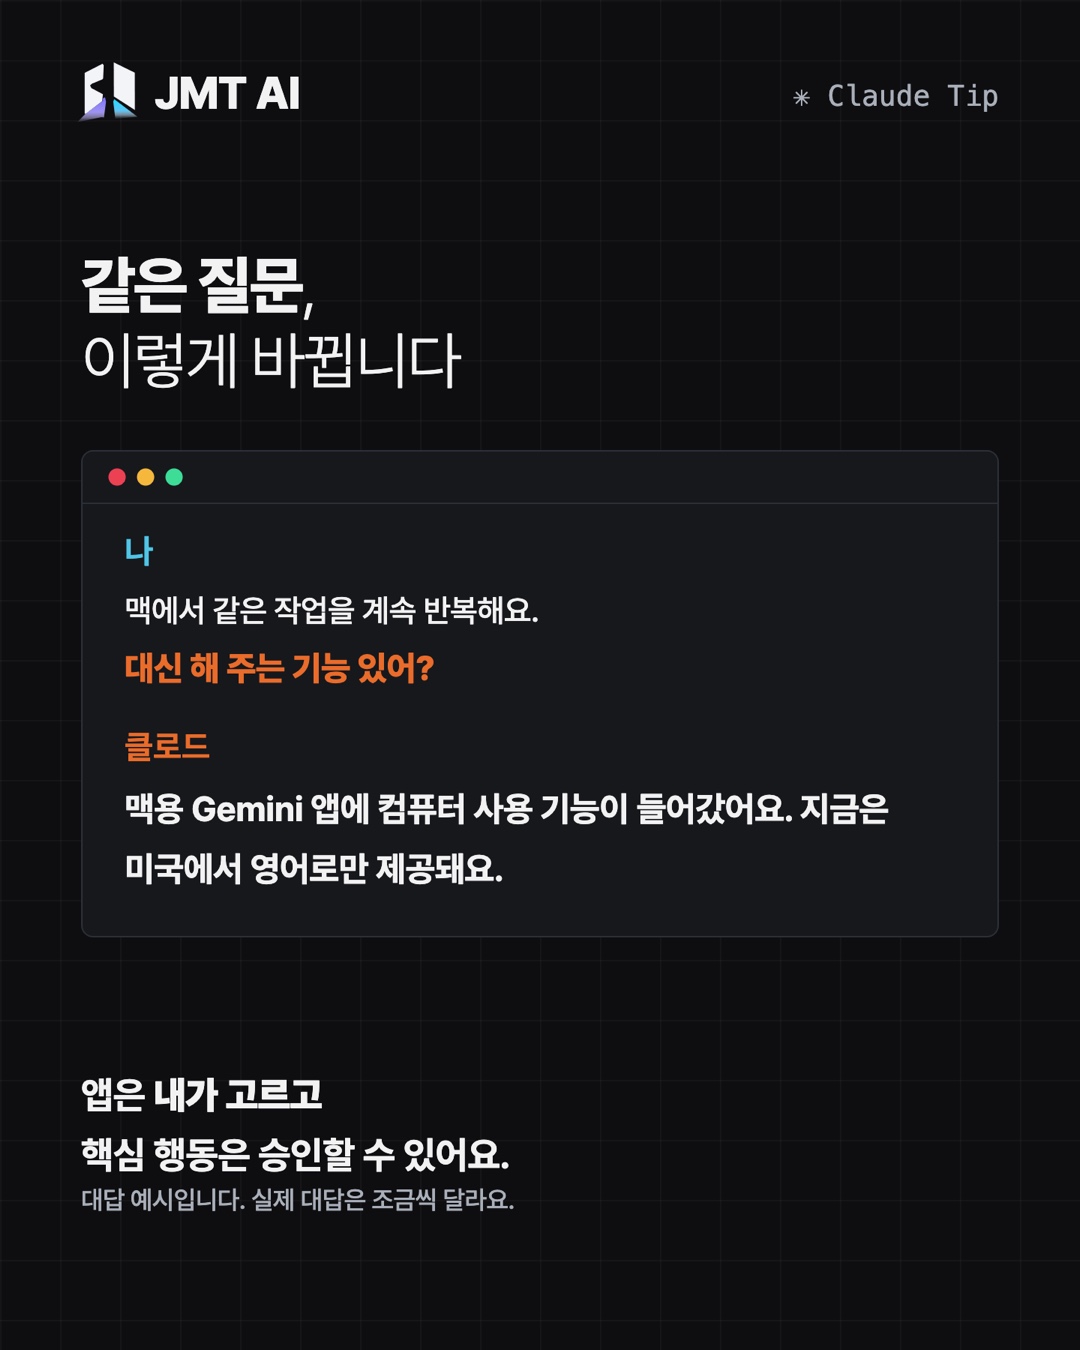 JMT AI
✳ Claude Tip
같은 질문,
이렇게 바뀝니다
나
맥에서 같은 작업을 계속 반복해요.
대신 해 주는 기능 있어?
클로드
맥용 Gemini 앱에 컴퓨터 사용 기능이 들어갔어요. 지금은
미국에서 영어로만 제공돼요.
앱은 내가 고르고
핵심 행동은 승인할 수 있어요.
대답 예시입니다. 실제 대답은 조금씩 달라요.